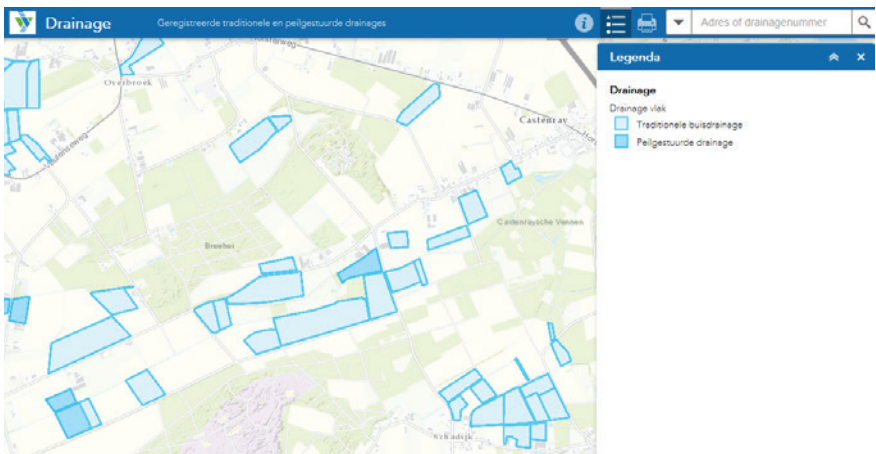 Drainage
Geregistreerde traditionele en peilgestuurde drainages
Adres of drainagenummer
Legenda
Drainage
Drainage vlak
Traditionele buisdrainage
Peilgestuurde drainage
Overbroek
Castenray
Castenraysche Vennen
Breehei
Schadijk